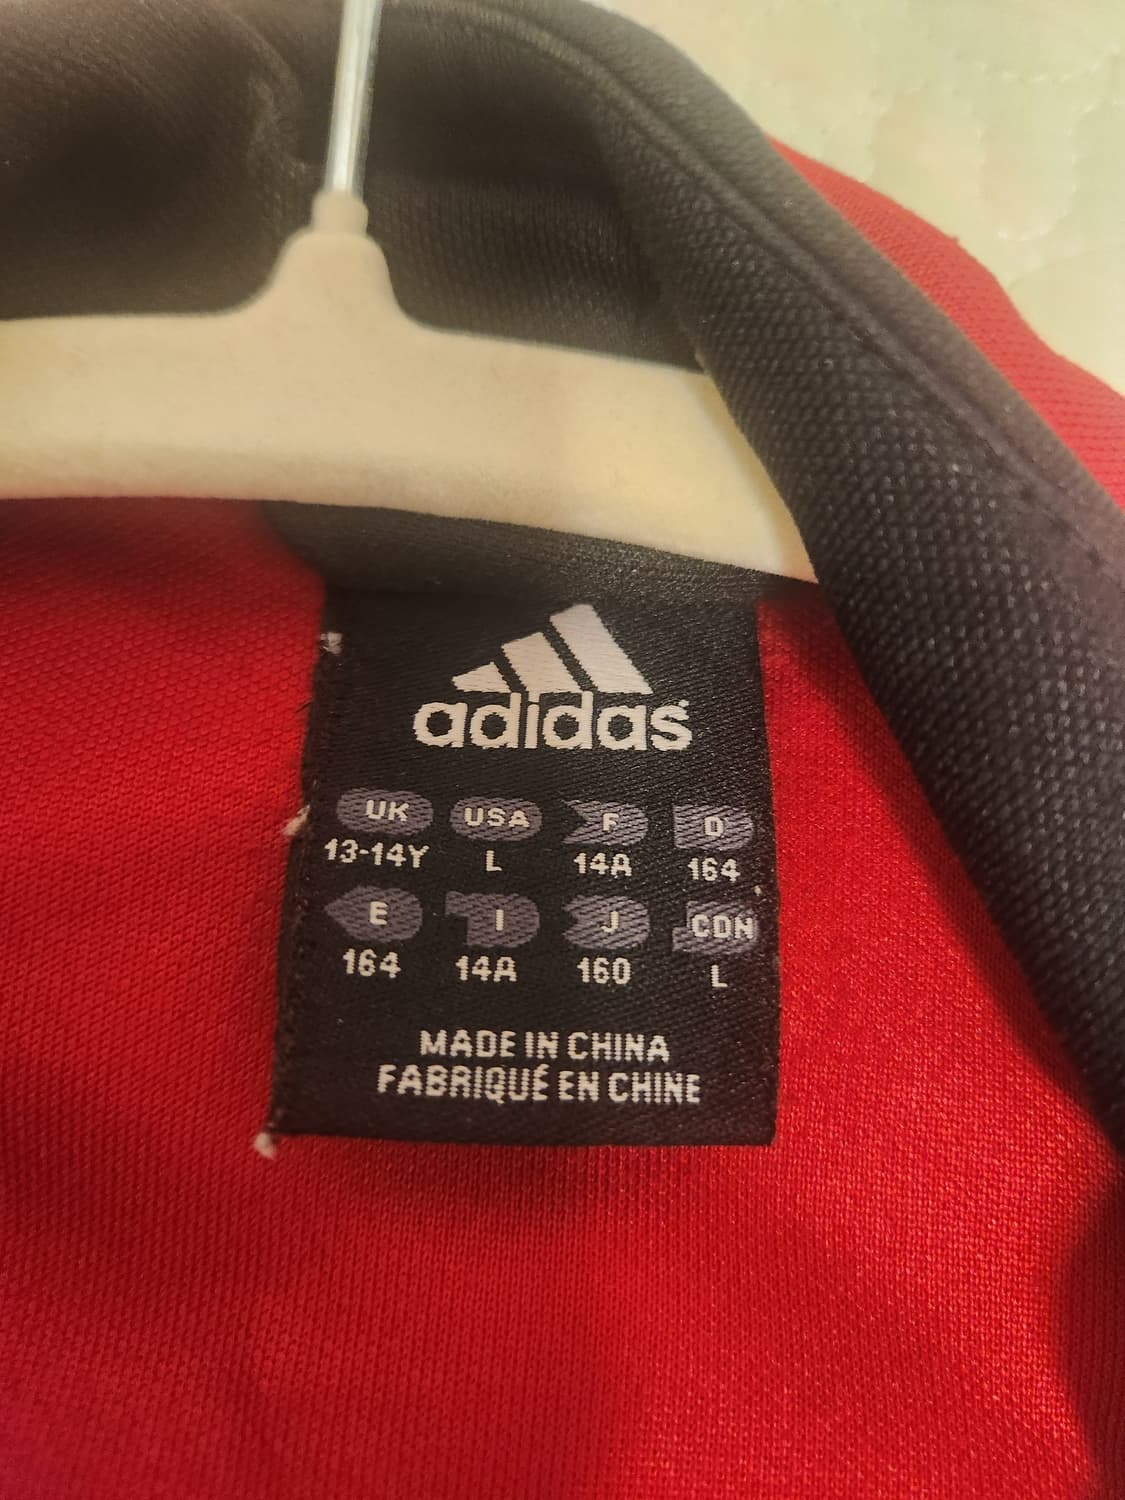 adidas
UK USA F D
13-14Y L 14A 164
E I J CDN
164 14A 160 L
MADE IN CHINA
FABRIQUÉ EN CHINE